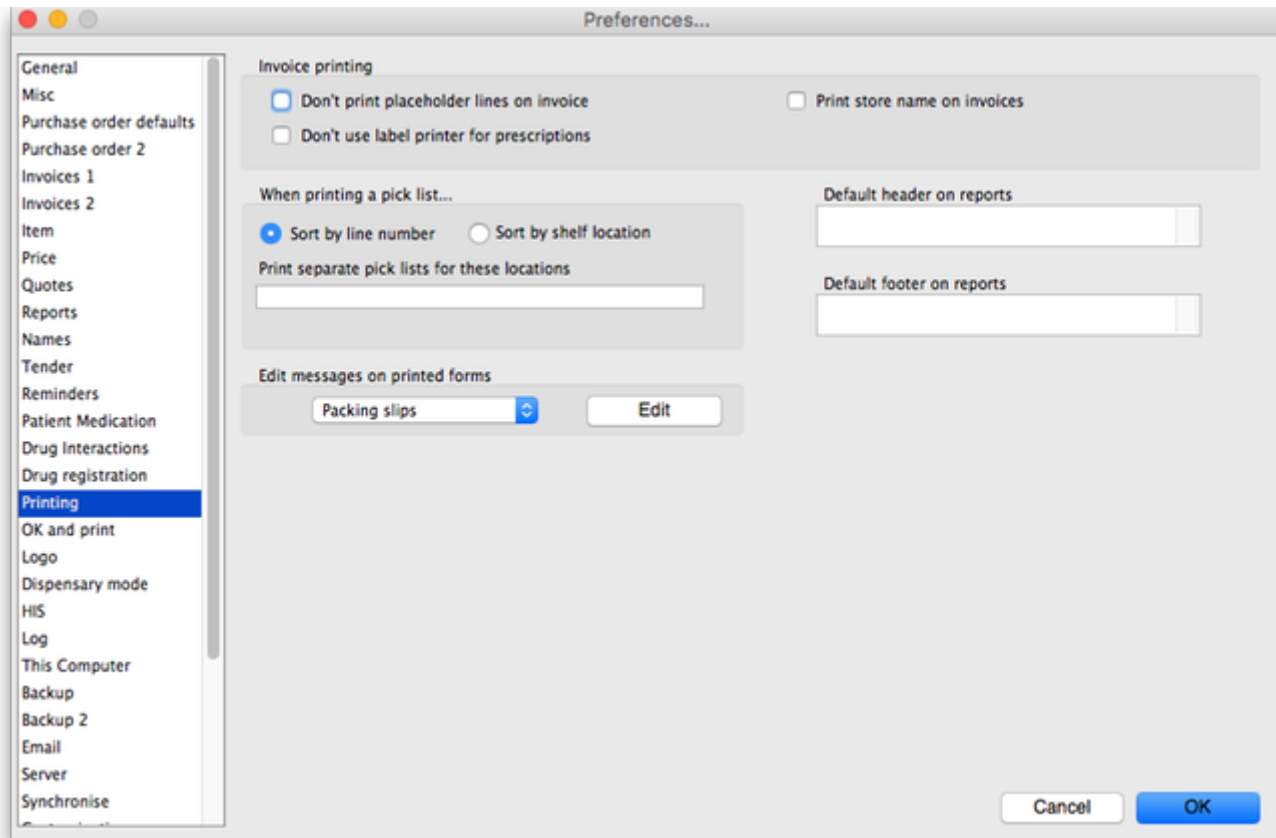 Preferences...
General
Misc
Purchase order defaults
Purchase order 2
Invoices 1
Invoices 2
Item
Price
Quotes
Reports
Names
Tender
Reminders
Patient Medication
Drug Interactions
Drug registration
Printing
OK and print
Logo
Dispensary mode
HIS
Log
This Computer
Backup
Backup 2
Email
Server
Synchronise
Invoice printing
Don't print placeholder lines on invoice
Print store name on invoices
Don't use label printer for prescriptions
When printing a pick list...
Sort by line number
Sort by shelf location
Print separate pick lists for these locations
Default header on reports
Default footer on reports
Edit messages on printed forms
Packing slips
Edit
Cancel
OK